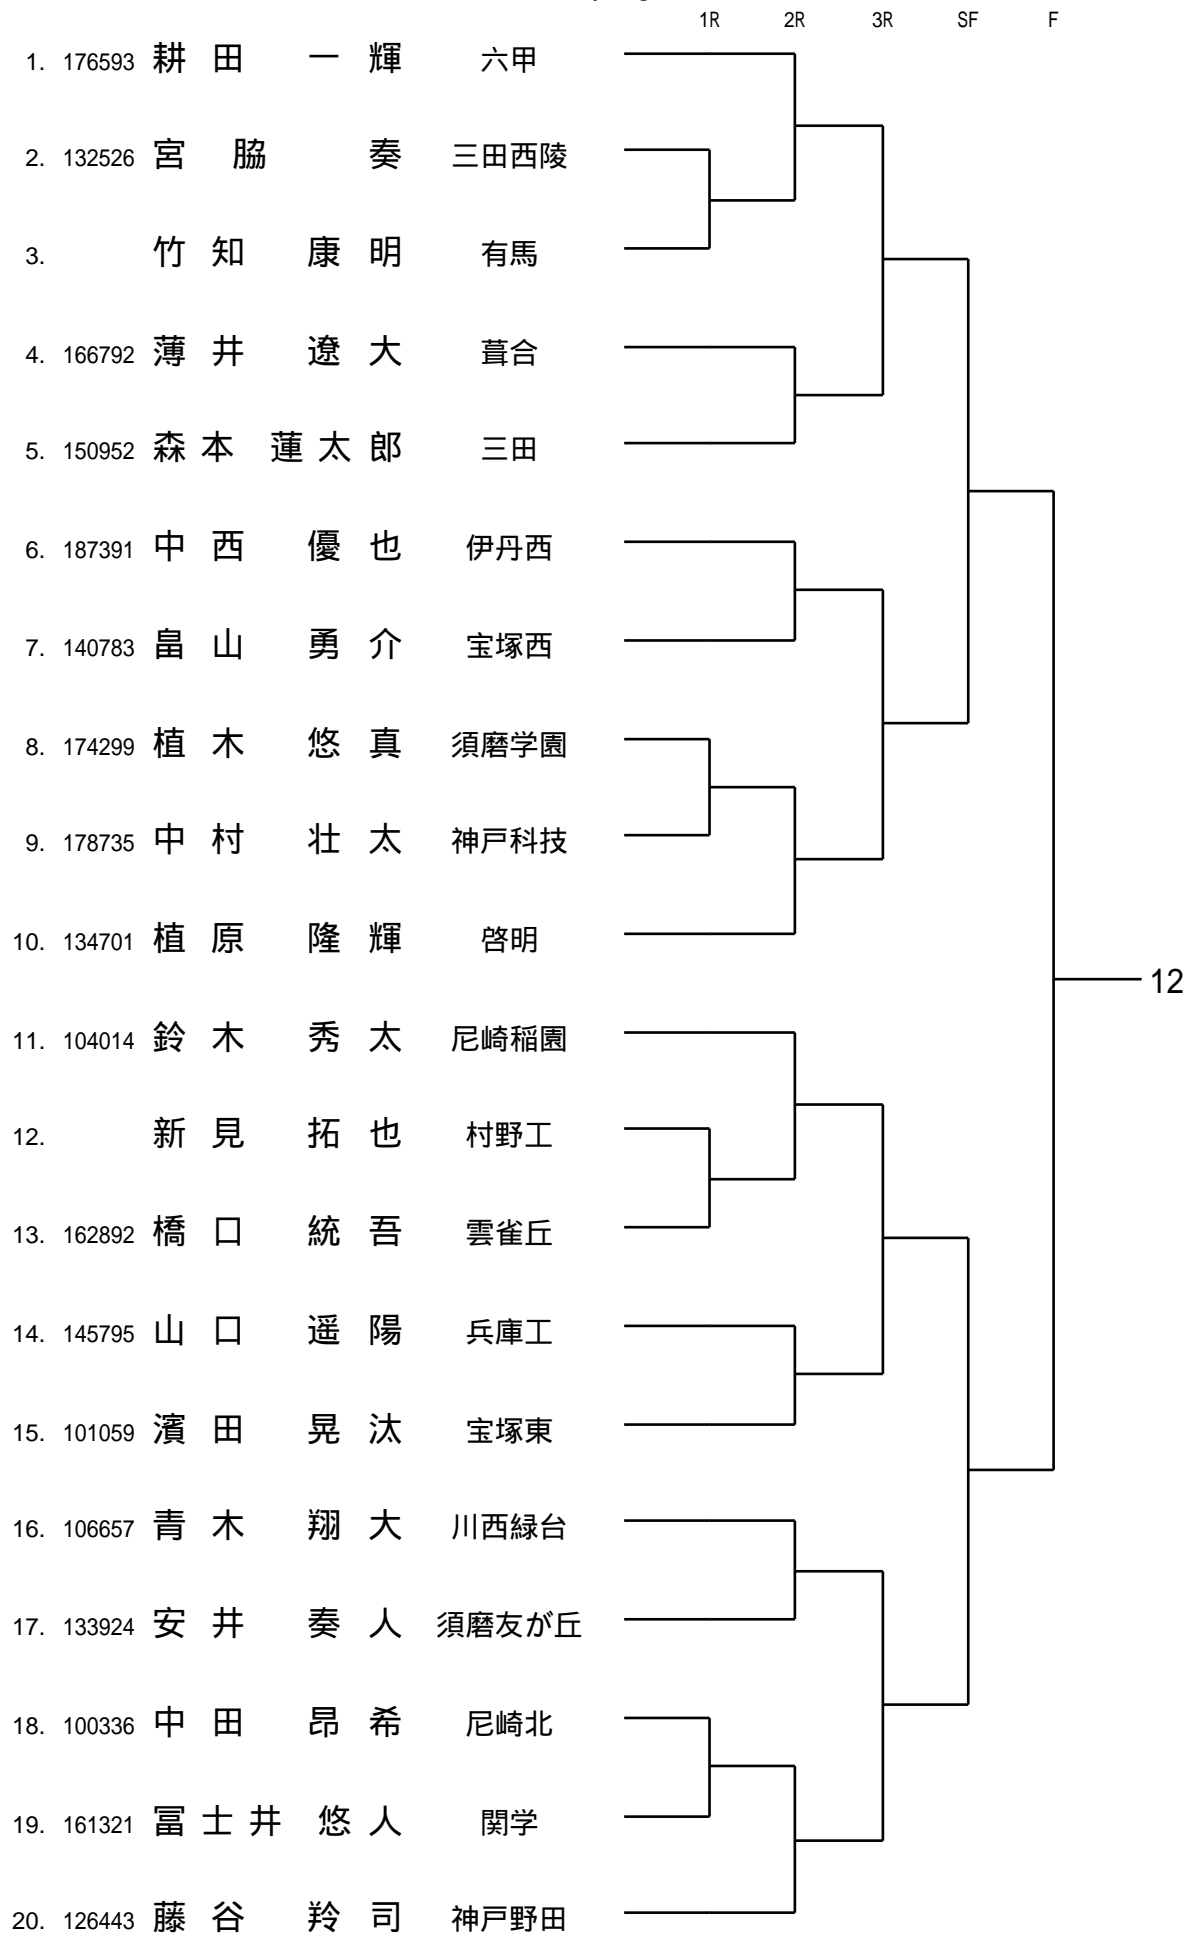 1R 2R 3R SF F
1. 176593 耕田 一輝 六甲
2. 132526 宮脇 奏 三田西陵
3. 竹知 康明 有馬
4. 166792 薄井 遼大 葺合
5. 150952 森本 蓮太郎 三田
6. 187391 中西 優也 伊丹西
7. 140783 畠山 勇介 宝塚西
8. 174299 植木 悠真 須磨学園
9. 178735 中村 壮太 神戸科技
10. 134701 植原 隆輝 啓明
12
11. 104014 鈴木 秀太 尼崎稲園
12. 新見 拓也 村野工
13. 162892 橋口 統吾 雲雀丘
14. 145795 山口 遥陽 兵庫工
15. 101059 濱田 晃汰 宝塚東
16. 106657 青木 翔大 川西緑台
17. 133924 安井 奏人 須磨友が丘
18. 100336 中田 昂希 尼崎北
19. 161321 冨士井 悠人 関学
20. 126443 藤谷 羚司 神戸野田